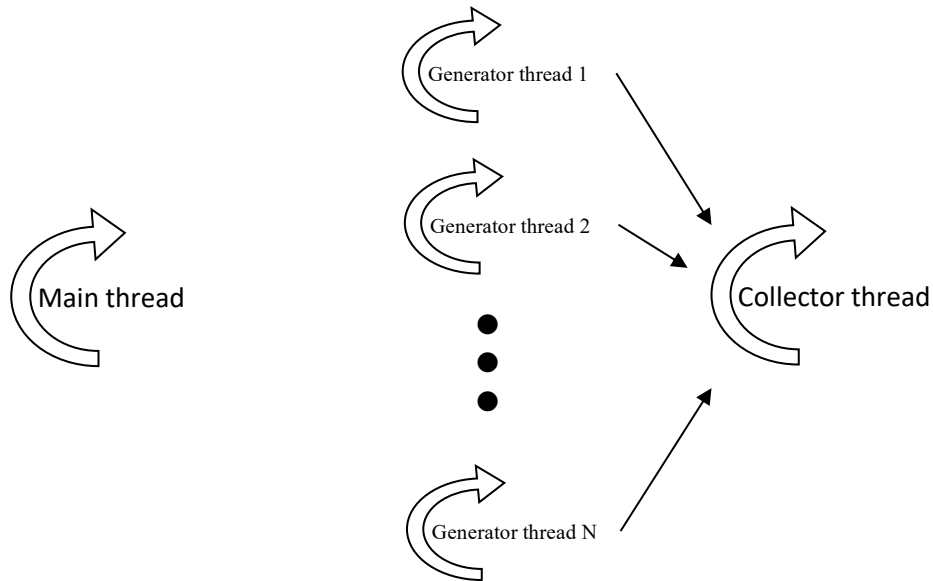 Generator thread 1
Generator thread 2
Main thread
Collector thread
Generator thread N